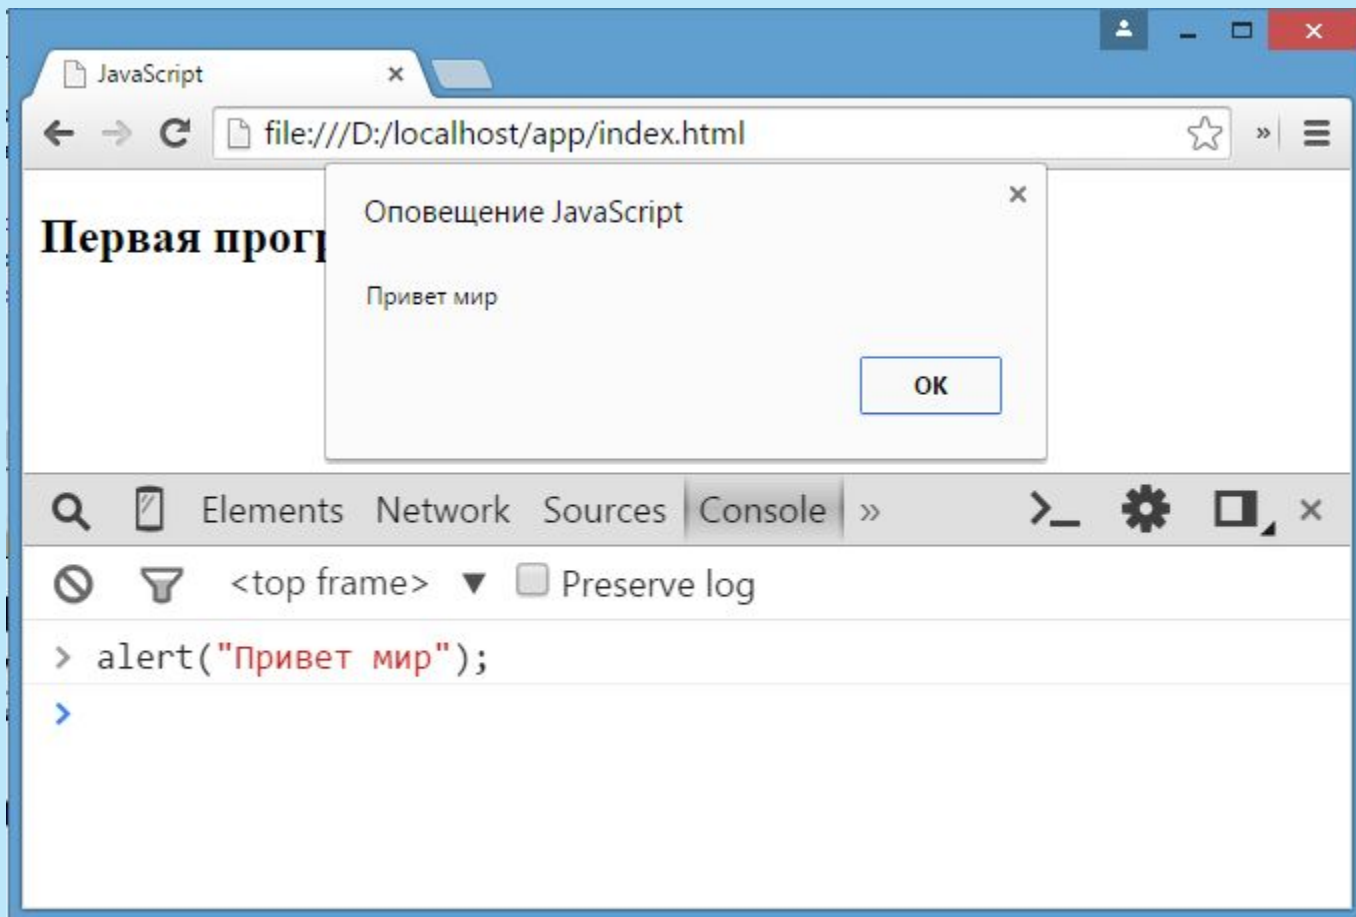 JavaScript
file:///D:/localhost/app/index.html
Оповещение JavaScript
Первая
Привет мир
OK
Elements Network Sources Console »
<top frame> ▼ Preserve log
> alert("Привет мир");
>